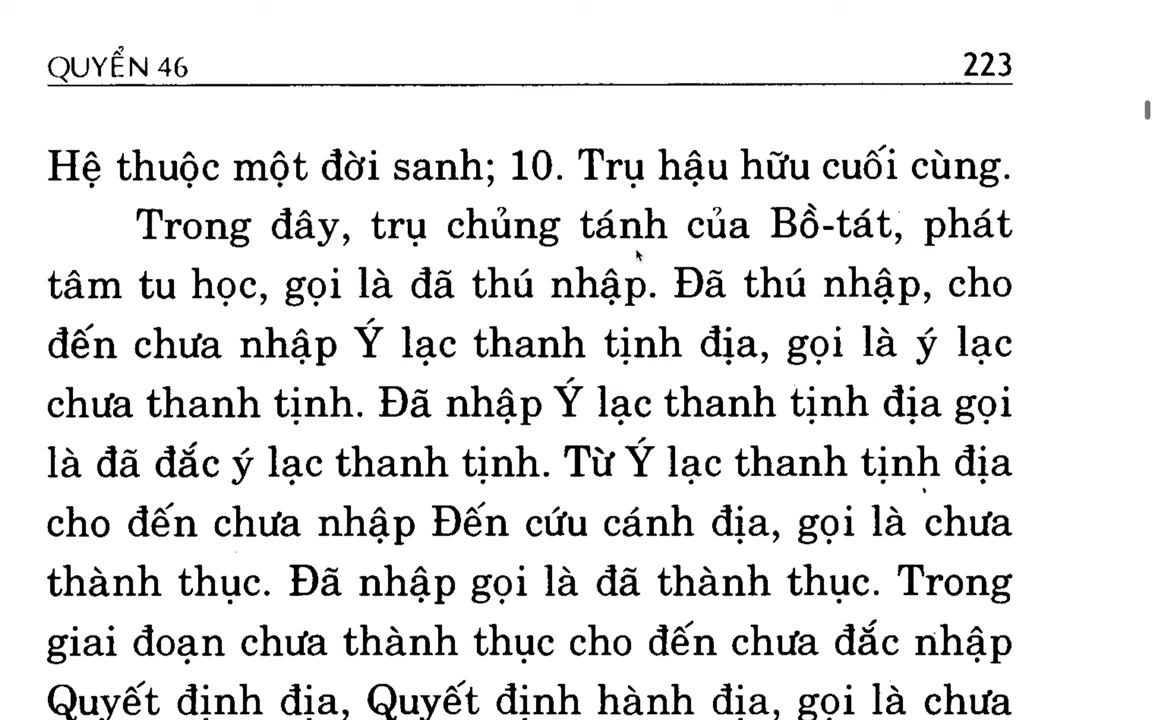 QUYỂN 46
223
Hệ thuộc một đời sanh; 10. Trụ hậu hữu cuối cùng.
Trong đây, trụ chủng tánh của Bồ-tát, phát
tâm tu học, gọi là đã thú nhập. Đã thú nhập, cho
đến chưa nhập Ý lạc thanh tịnh địa, gọi là ý lạc
chưa thanh tịnh. Đã nhập Ý lạc thanh tịnh địa gọi
là đã đắc ý lạc thanh tịnh. Từ Ý lạc thanh tịnh địa
cho đến chưa nhập Đến cứu cánh địa, gọi là chưa
thành thục. Đã nhập gọi là đã thành thục. Trong
giai đoạn chưa thành thục cho đến chưa đắc nhập
Quyết định địa, Quyết định hành địa, gọi là chưa